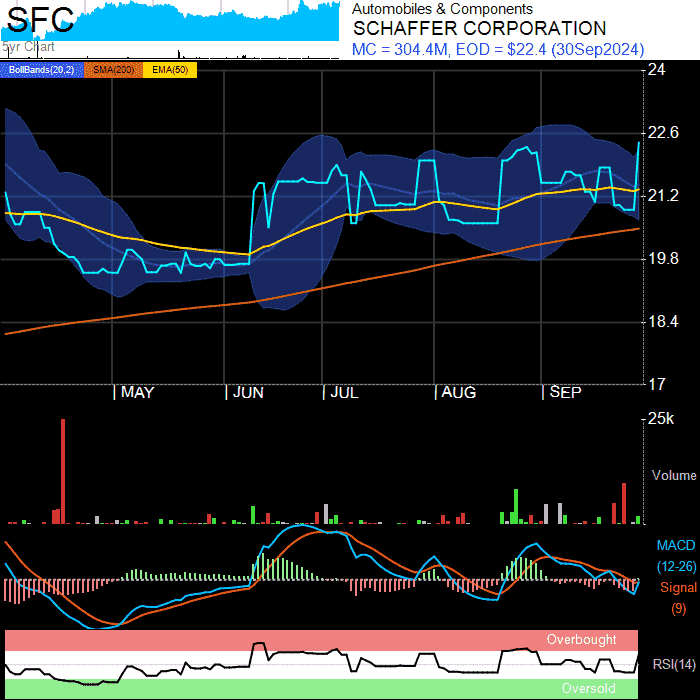 SFC
5yr Chart
Automobiles & Components
SCHAFFER CORPORATION
MC = 304.4M, EOD = $22.4 (30Sep2024)
BollBands(20,2) SMA(200) EMA(50)
24
22.6
21.2
19.8
18.4
17
MAY JUN JUL AUG SEP
25k
Volume
MACD
(12-26)
Signal
(9)
Overbought
RSI(14)
Oversold